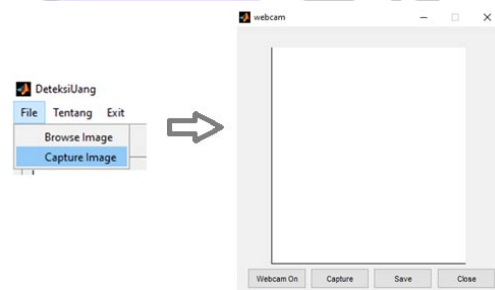 DeteksiUang
File Tentang Exit
Browse Image
Capture Image
webcam
Webcam On Capture Save Close